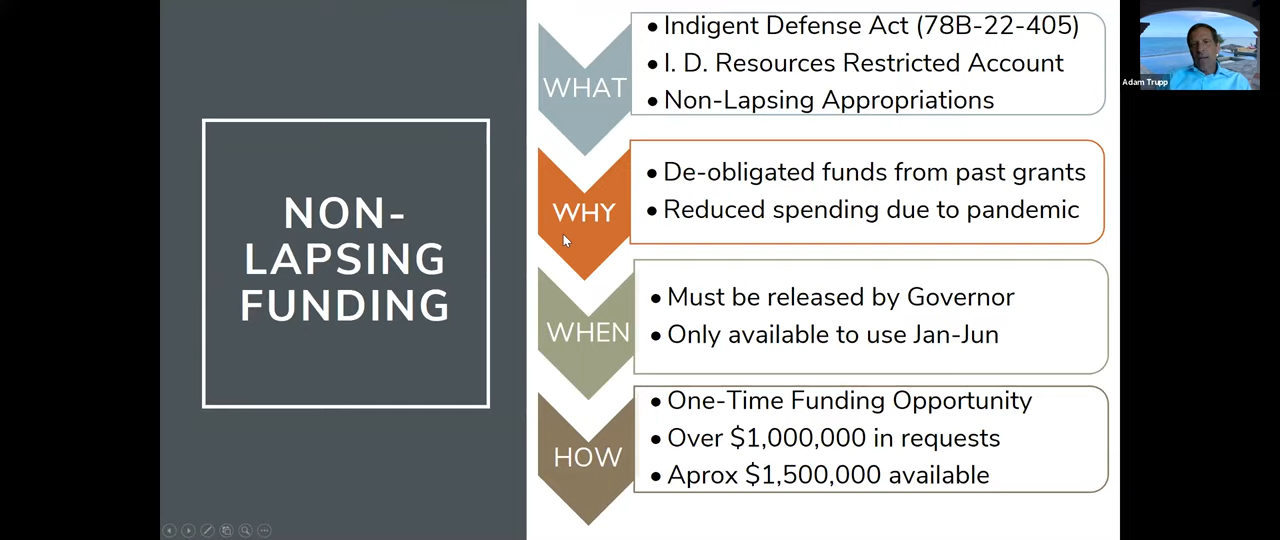 NON-
LAPSING
FUNDING
WHAT
• Indigent Defense Act (78B-22-405)
• I. D. Resources Restricted Account
• Non-Lapsing Appropriations
WHY
• De-obligated funds from past grants
• Reduced spending due to pandemic
WHEN
• Must be released by Governor
• Only available to use Jan-Jun
HOW
• One-Time Funding Opportunity
• Over $1,000,000 in requests
• Aprox $1,500,000 available
Adam Trupp